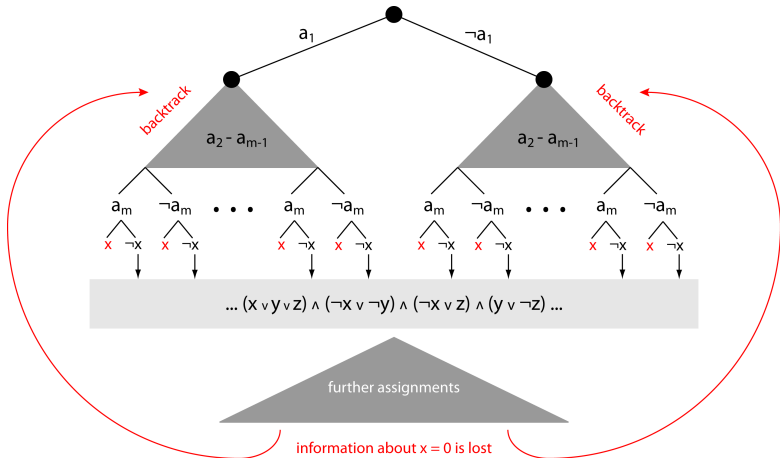 a₁ ¬a₁
backtrack backtrack
a₂ - aₘ₋₁ a₂ - aₘ₋₁
aₘ ¬aₘ • • • aₘ ¬aₘ aₘ ¬aₘ • • • aₘ ¬aₘ
x ¬x x ¬x x ¬x x ¬x x ¬x x ¬x x ¬x x ¬x
... (x ∨ y ∨ z) ∧ (¬x ∨ ¬y) ∧ (¬x ∨ z) ∧ (y ∨ ¬z) ...
further assignments
information about x = 0 is lost